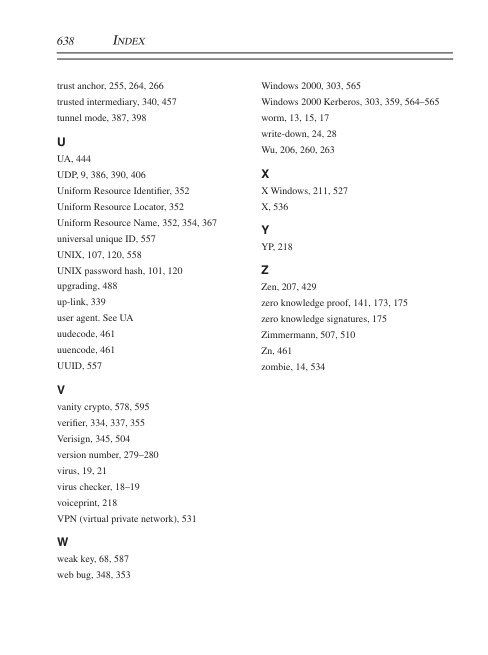 638 INDEX
trust anchor, 255, 264, 266
trusted intermediary, 340, 457
tunnel mode, 387, 398
U
UA, 444
UDP, 9, 386, 390, 406
Uniform Resource Identifier, 352
Uniform Resource Locator, 352
Uniform Resource Name, 352, 354, 367
universal unique ID, 557
UNIX, 107, 120, 558
UNIX password hash, 101, 120
upgrading, 488
up-link, 339
user agent. See UA
uudecode, 461
uuencode, 461
UUID, 557
V
vanity crypto, 578, 595
verifier, 334, 337, 355
Verisign, 345, 504
version number, 279–280
virus, 19, 21
virus checker, 18–19
voiceprint, 218
VPN (virtual private network), 531
W
weak key, 68, 587
web bug, 348, 353
Windows 2000, 303, 565
Windows 2000 Kerberos, 303, 359, 564–565
worm, 13, 15, 17
write-down, 24, 28
Wu, 206, 260, 263
X
X Windows, 211, 527
X, 536
Y
YP, 218
Z
Zen, 207, 429
zero knowledge proof, 141, 173, 175
zero knowledge signatures, 175
Zimmermann, 507, 510
Zn, 461
zombie, 14, 534